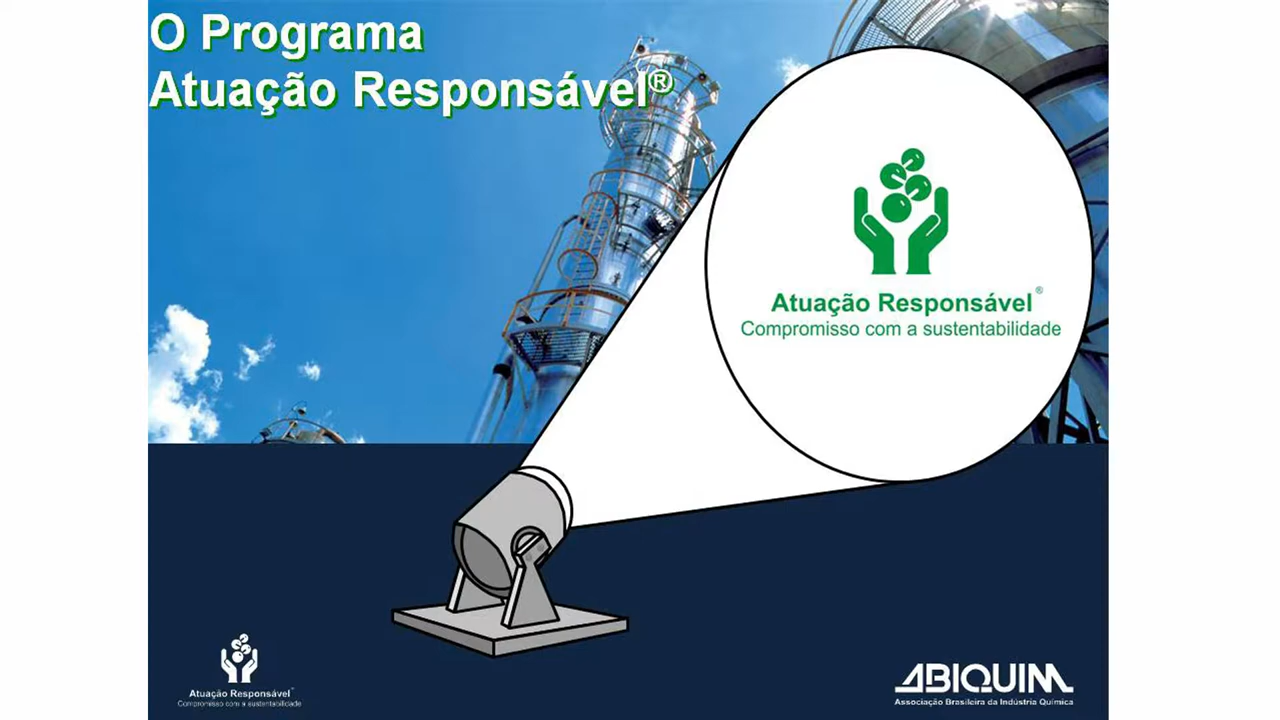 O Programa
Atuação Responsável®
Atuação Responsável®
Compromisso com a sustentabilidade
Atuação Responsável
Compromisso com a sustentabilidade
ABIQUIM
Associação Brasileira da Indústria Química